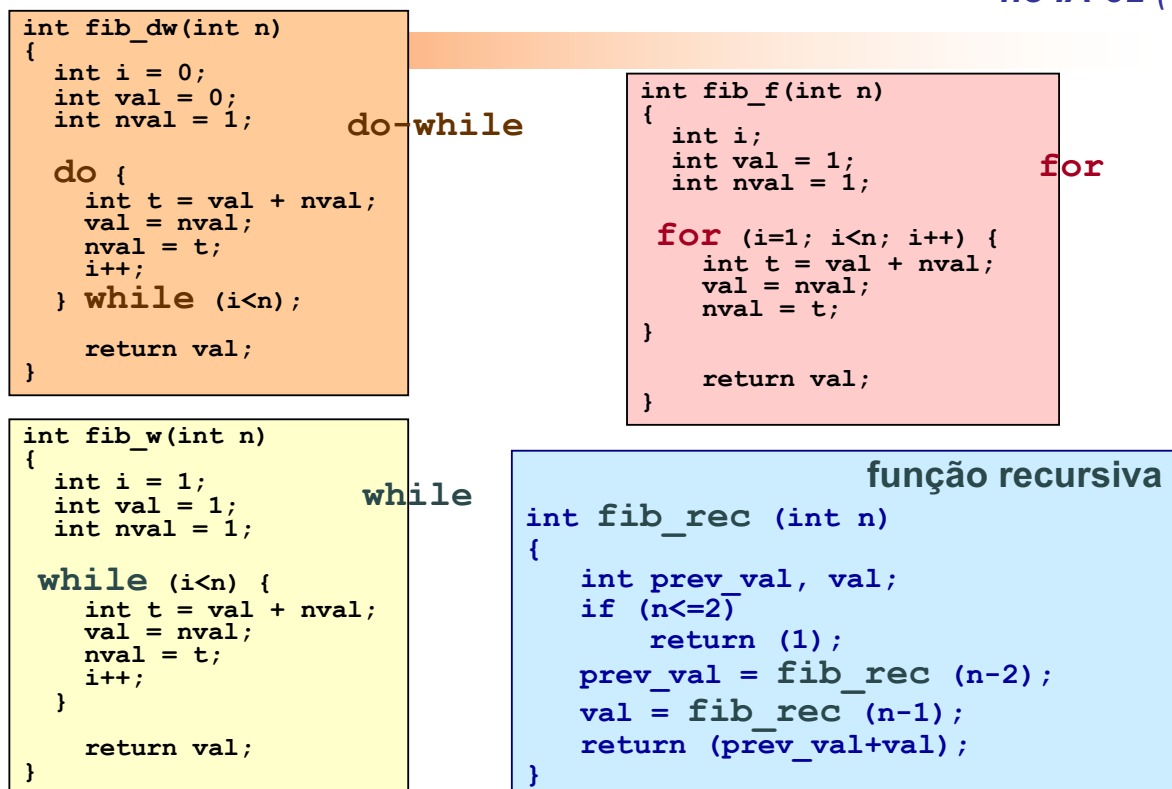 int fib_dw(int n)
{
int i = 0;
int val = 0;
int nval = 1;
do-while
do {
int t = val + nval;
val = nval;
nval = t;
i++;
} while (i<n);
return val;
}
int fib_f(int n)
{
int i;
int val = 1;
int nval = 1;
for
for (i=1; i<n; i++) {
int t = val + nval;
val = nval;
nval = t;
}
return val;
}
int fib_w(int n)
{
int i = 1;
int val = 1;
int nval = 1;
while
while (i<n) {
int t = val + nval;
val = nval;
nval = t;
i++;
}
return val;
}
função recursiva
int fib_rec (int n)
{
int prev_val, val;
if (n<=2)
return (1);
prev_val = fib_rec (n-2);
val = fib_rec (n-1);
return (prev_val+val);
}